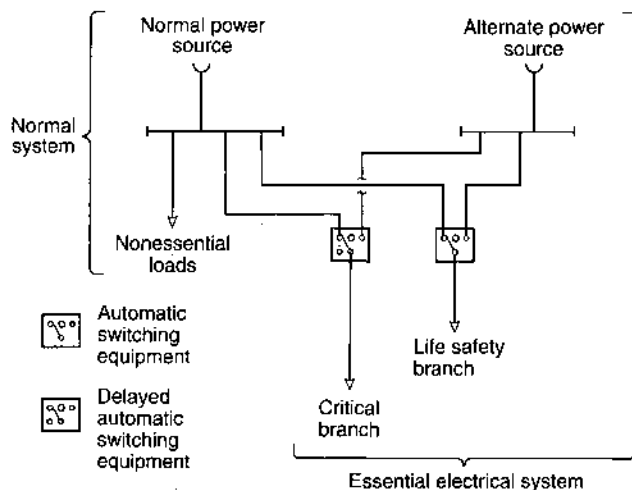 Normal power
source
Alternate power
source
Normal
system
Nonessential
loads
Automatic
switching
equipment
Life safety
branch
Delayed
automatic
switching
equipment
Critical
branch
Essential electrical system